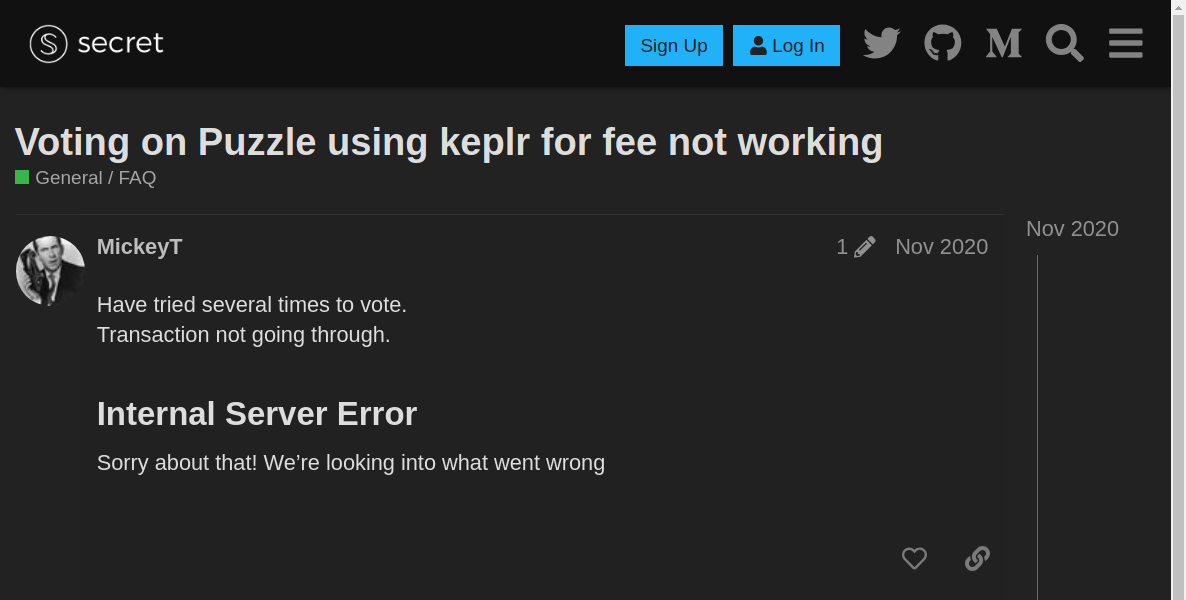 secret
Sign Up
Log In
Voting on Puzzle using keplr for fee not working
General / FAQ
Nov 2020
MickeyT
1
Nov 2020
Have tried several times to vote.
Transaction not going through.
Internal Server Error
Sorry about that! We’re looking into what went wrong